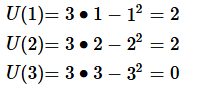 U(1)= 3 • 1 − 1² = 2
U(2)= 3 • 2 − 2² = 2
U(3)= 3 • 3 − 3² = 0